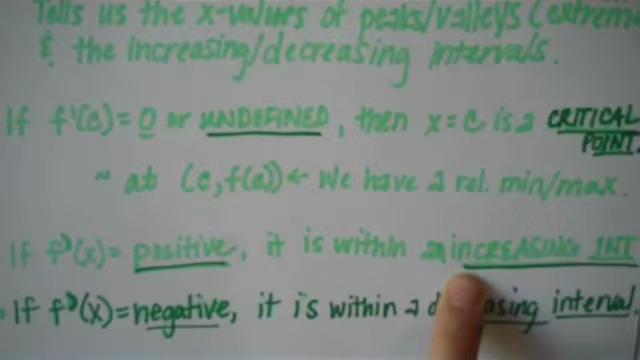 Tells us the x-values of peaks/valleys (extrem
& the increasing/decreasing intervals.
If f'(c)= 0 or UNDEFINED, then x=c is a CRITICAL
POINT.
~ at (c, f(c)) ← We have a rel. min/max.
If f'(x)= positive, it is within an INCREASING INT
· If f'(x)=negative, it is within a d asing interval.